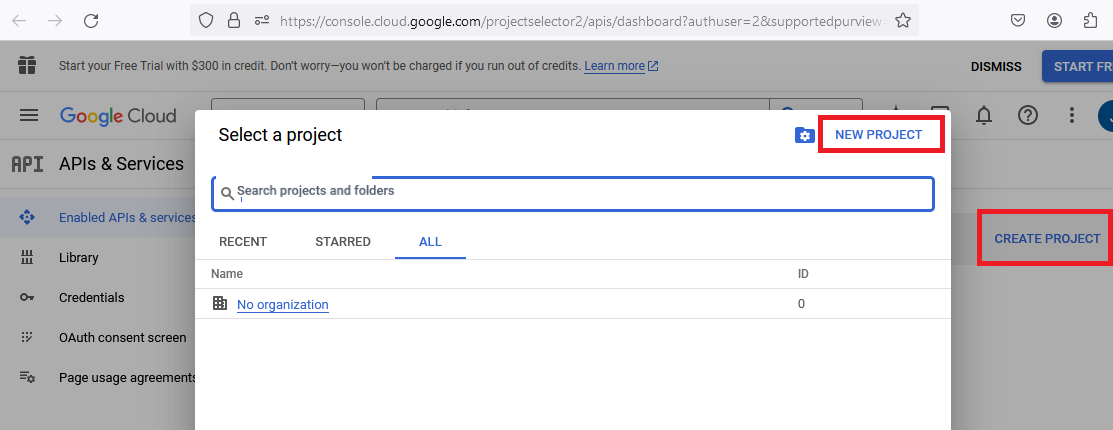 https://console.cloud.google.com/projectselector2/apis/dashboard?authuser=2&supportedpurview=
Start your Free Trial with $300 in credit. Don't worry—you won't be charged if you run out of credits. Learn more
DISMISS
START FR
Google Cloud
Select a project
NEW PROJECT
API APIs & Services
Search projects and folders
Enabled APIs & services
RECENT
STARRED
ALL
CREATE PROJECT
Library
Name
ID
Credentials
No organization
0
OAuth consent screen
Page usage agreements